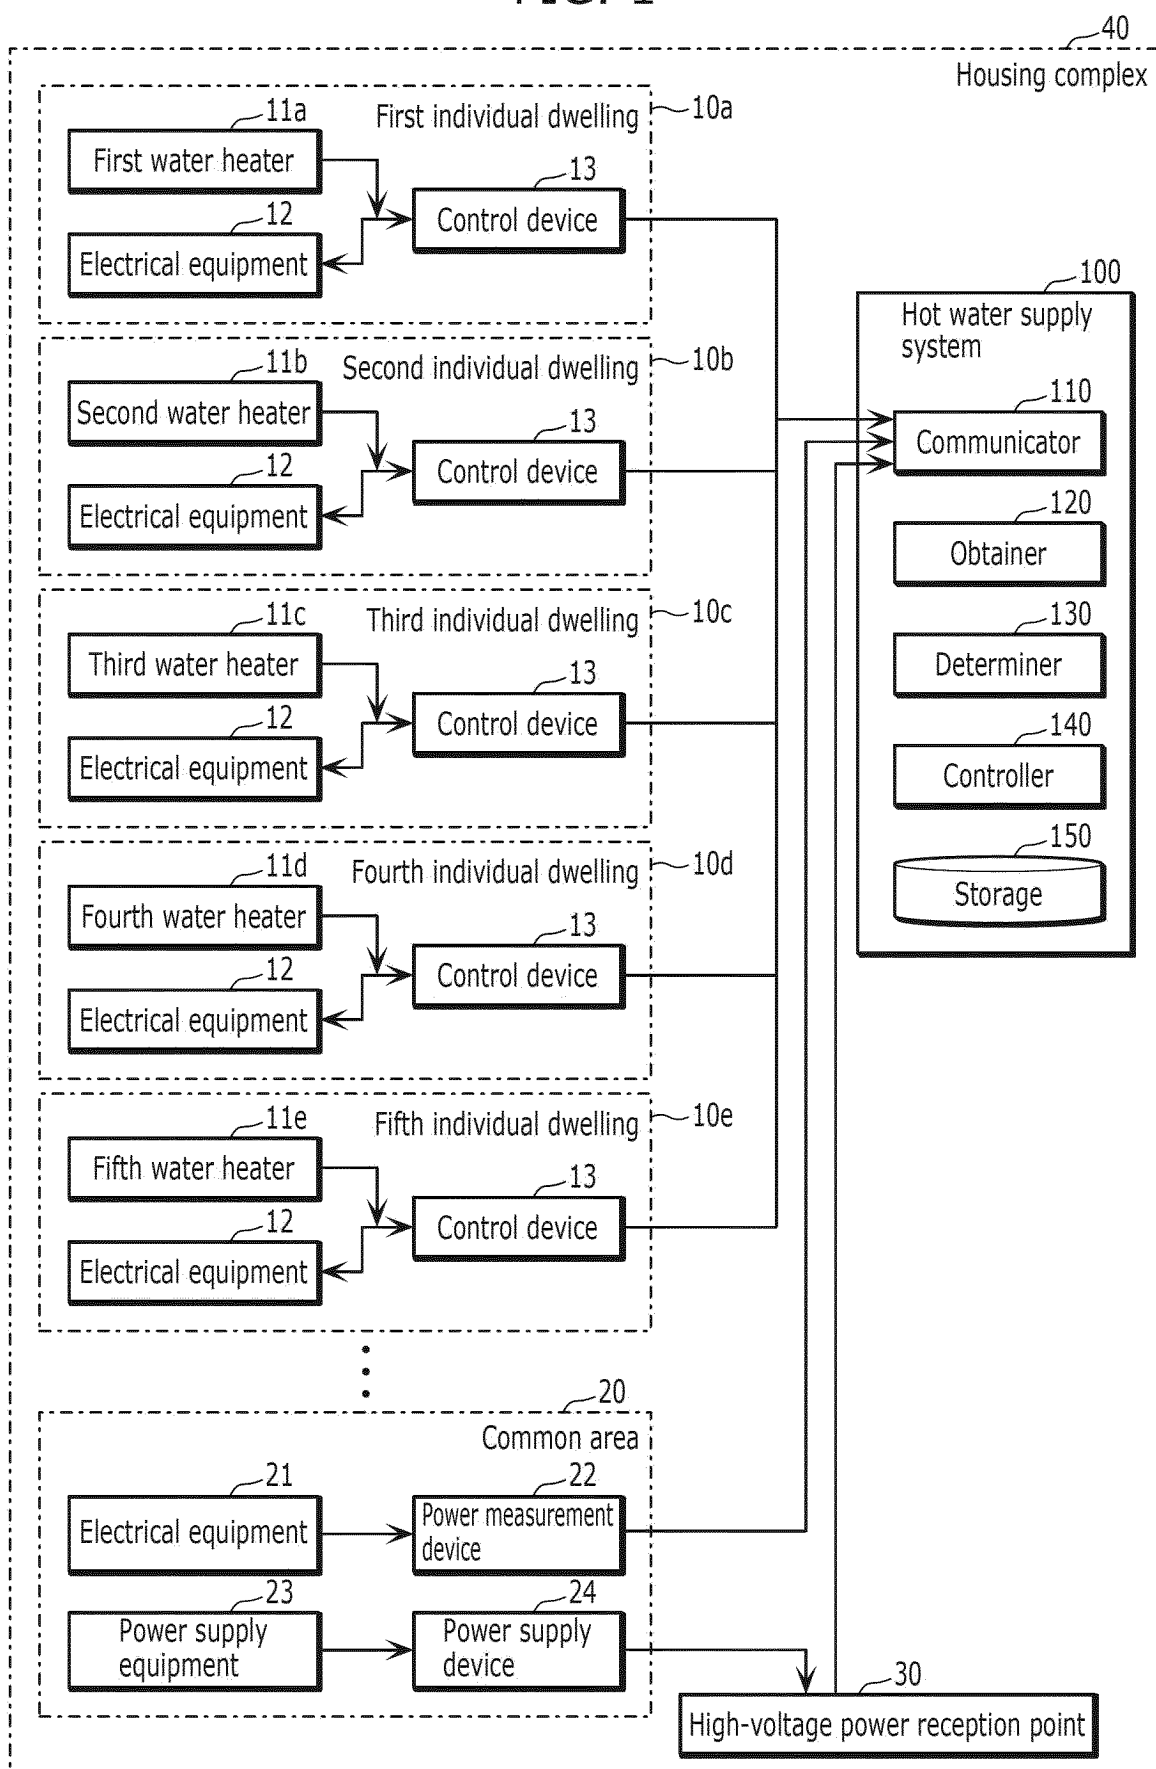 FIG. 1
40
Housing complex
First individual dwelling
10a
11a
First water heater
12
Electrical equipment
13
Control device
Second individual dwelling
10b
11b
Second water heater
12
Electrical equipment
13
Control device
Third individual dwelling
10c
11c
Third water heater
12
Electrical equipment
13
Control device
Fourth individual dwelling
10d
11d
Fourth water heater
12
Electrical equipment
13
Control device
Fifth individual dwelling
10e
11e
Fifth water heater
12
Electrical equipment
13
Control device
100
Hot water supply
system
110
Communicator
120
Obtainer
130
Determiner
140
Controller
150
Storage
20
Common area
21
Electrical equipment
22
Power measurement
device
23
Power supply
equipment
24
Power supply
device
30
High-voltage power reception point